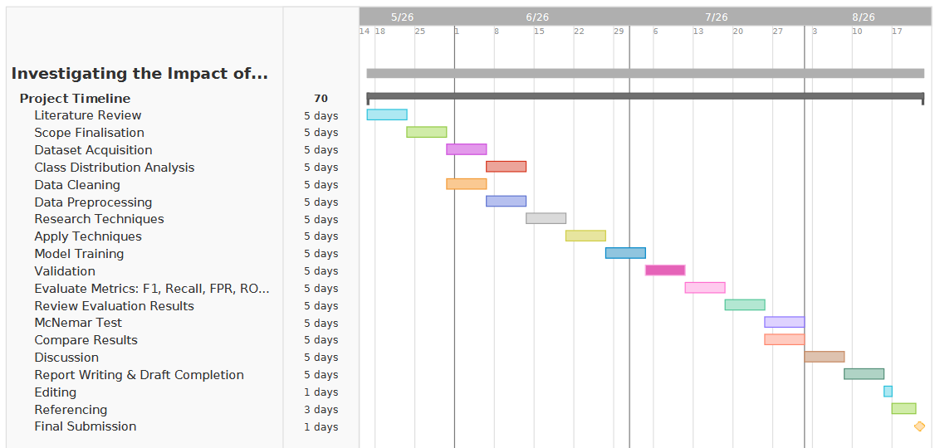 5/26 6/26 7/26 8/26
14 18 25 1 8 15 22 29 6 13 20 27 3 10 17
Investigating the Impact of...
Project Timeline 70
Literature Review 5 days
Scope Finalisation 5 days
Dataset Acquisition 5 days
Class Distribution Analysis 5 days
Data Cleaning 5 days
Data Preprocessing 5 days
Research Techniques 5 days
Apply Techniques 5 days
Model Training 5 days
Validation 5 days
Evaluate Metrics: F1, Recall, FPR, RO... 5 days
Review Evaluation Results 5 days
McNemar Test 5 days
Compare Results 5 days
Discussion 5 days
Report Writing & Draft Completion 5 days
Editing 1 days
Referencing 3 days
Final Submission 1 days